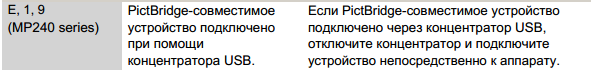 E, 1, 9
(MP240 series)
PictBridge-совместимое
устройство подключено
при помощи
концентратора USB.
Если PictBridge-совместимое устройство
подключено через концентратор USB,
отключите концентратор и подключите
устройство непосредственно к аппарату.